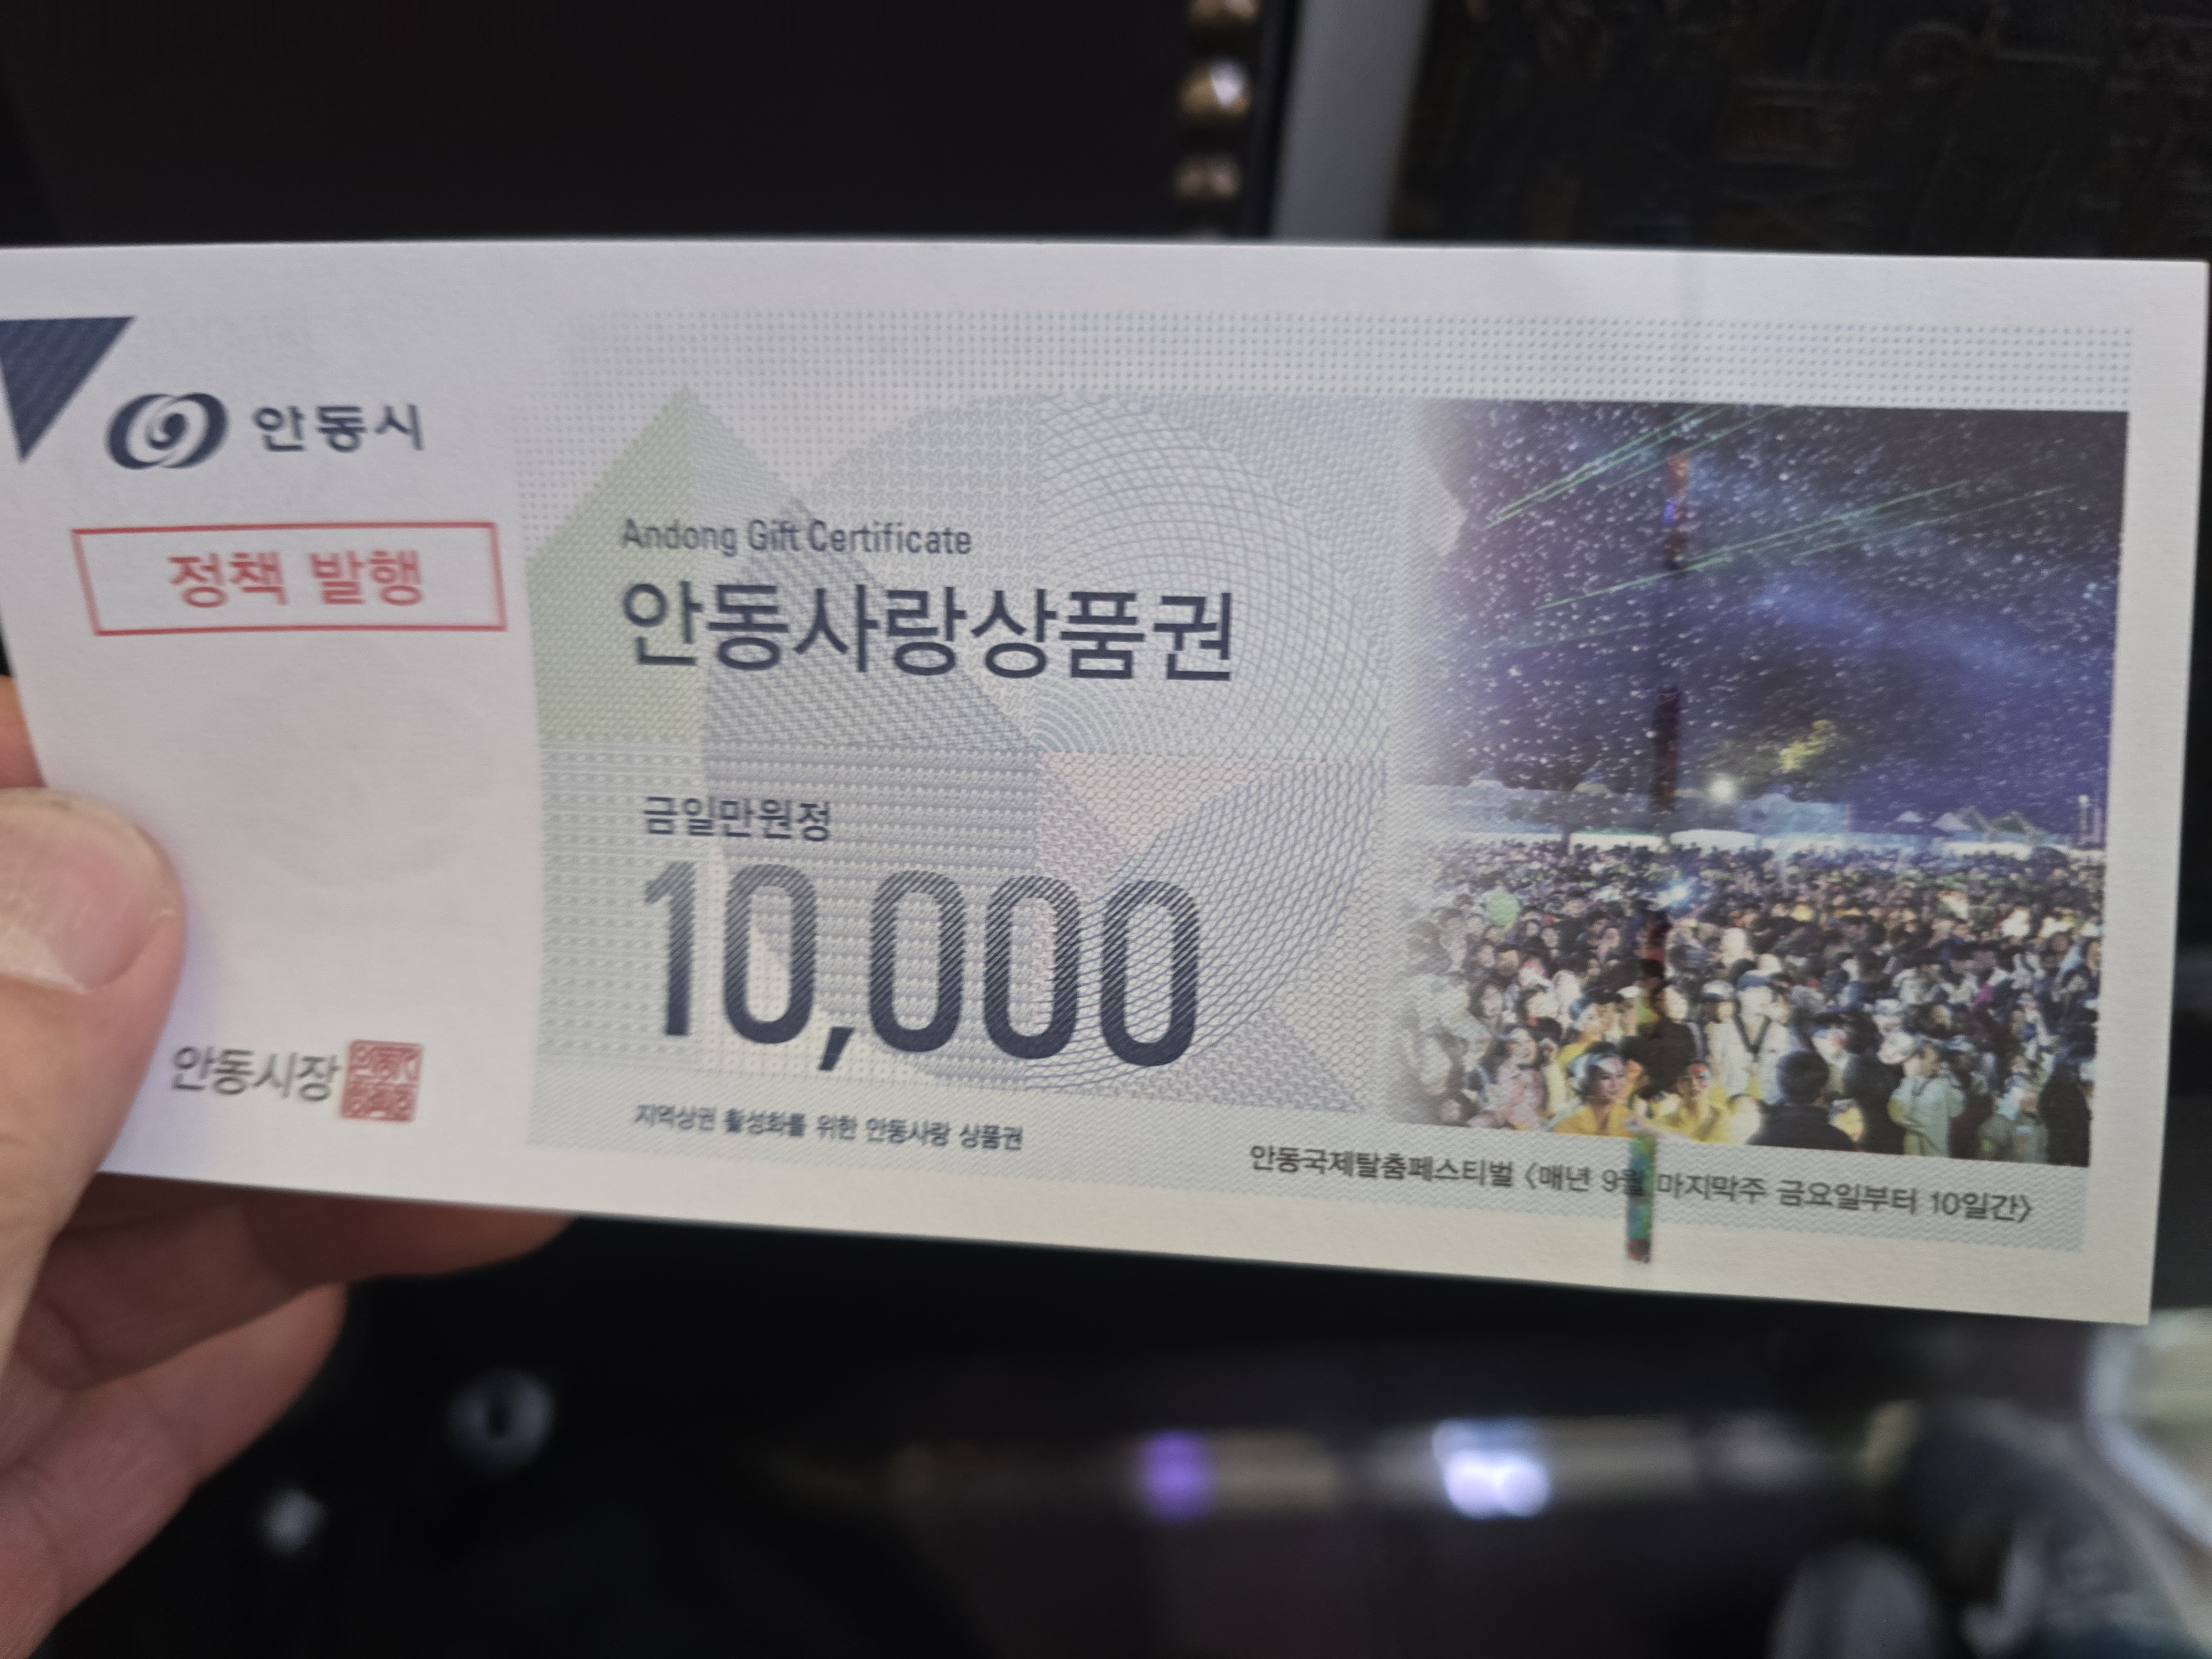 안동시
정책 발행
Andong Gift Certificate
안동사랑상품권
금일만원정
10,000
안동시장
지역상권 활성화를 위한 안동사랑 상품권
안동국제탈춤페스티벌 <매년 9월 마지막주 금요일부터 10일간>